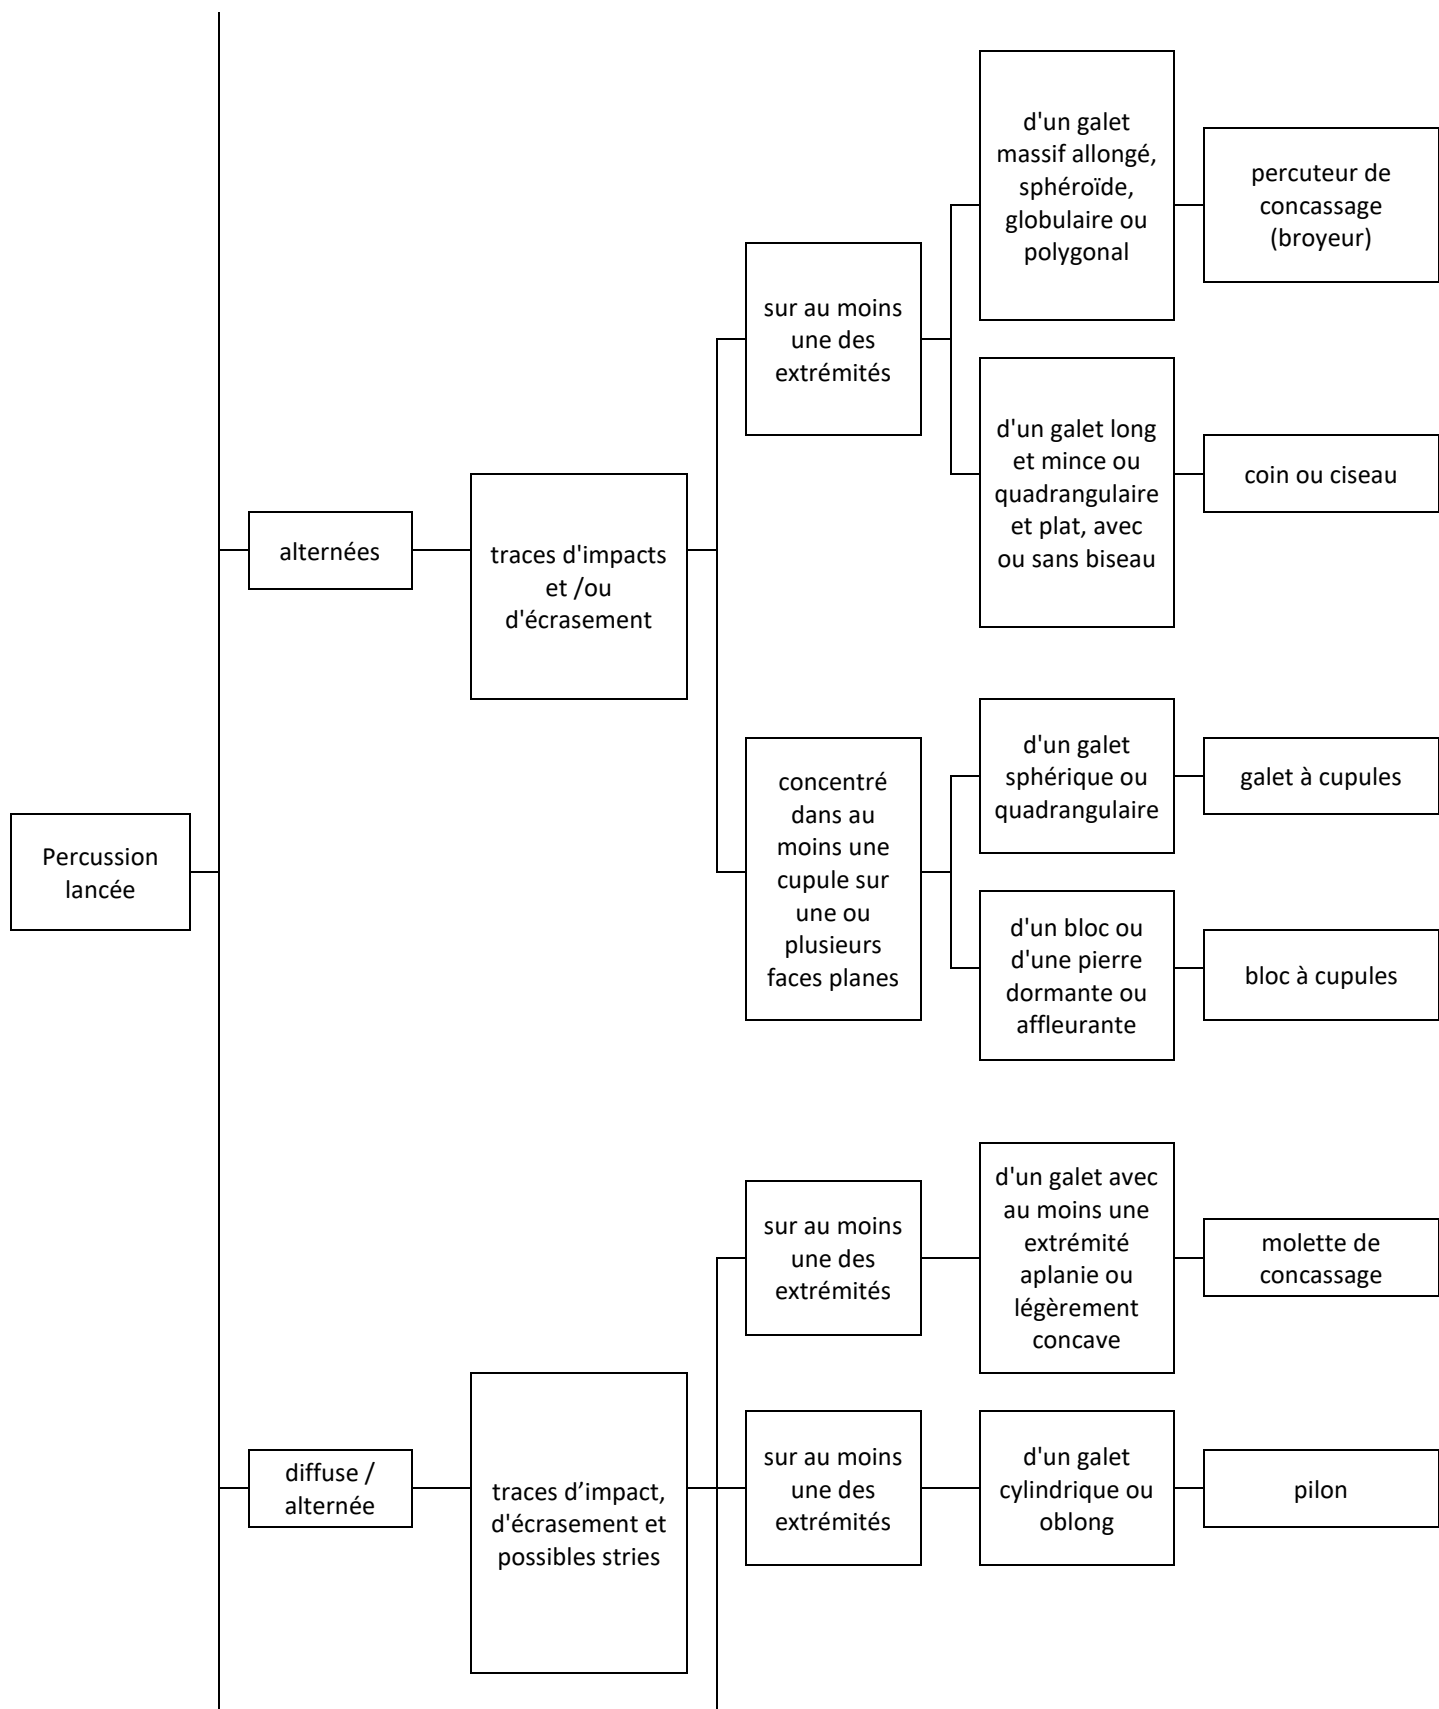 Percussion
lancée
alternées
traces d'impacts
et /ou
d'écrasement
sur au moins
une des
extrémités
d'un galet
massif allongé,
sphéroïde,
globulaire ou
polygonal
percuteur de
concassage
(broyeur)
d'un galet long
et mince ou
quadrangulaire
et plat, avec
ou sans biseau
coin ou ciseau
concentré
dans au
moins une
cupule sur
une ou
plusieurs
faces planes
d'un galet
sphérique ou
quadrangulaire
galet à cupules
d'un bloc ou
d'une pierre
dormante ou
affleurante
bloc à cupules
diffuse /
alternée
traces d’impact,
d'écrasement et
possibles stries
sur au moins
une des
extrémités
d'un galet avec
au moins une
extrémité
aplanie ou
légèrement
concave
molette de
concassage
sur au moins
une des
extrémités
d'un galet
cylindrique ou
oblong
pilon